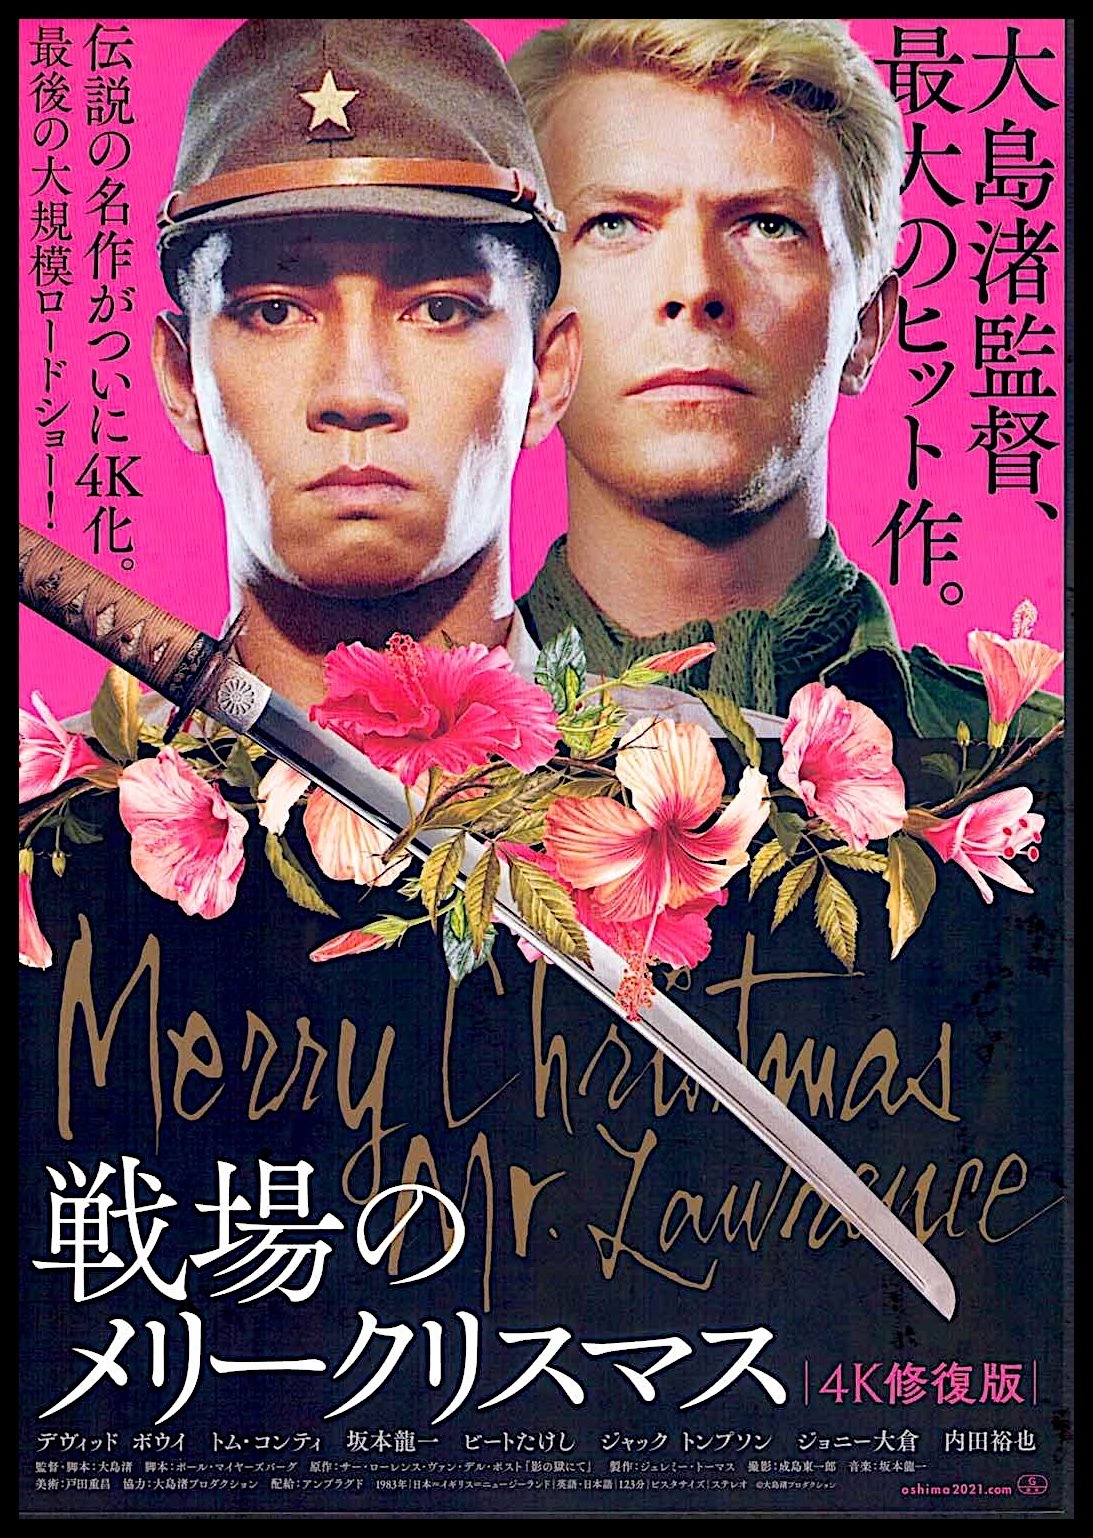 大島渚監督、
最大のヒット作。
伝説の名作がついに4K化。
最後の大規模ロードショー!
Merry Christmas
Mr. Lawrence
戦場の
メリークリスマス
|4K修復版|
デヴィッド ボウイ トム・コンティ 坂本龍一 ビートたけし ジャック トンプソン ジョニー大倉 内田裕也
監督・脚本:大島渚 脚本:ポール・マイヤーズバーグ 原作:サー・ローレンス・ヴァン・デル・ポスト「影の獄にて」 製作:ジェレミー・トーマス 撮影:成島東一郎 音楽:坂本龍一
美術:戸田重昌 協力:大島渚プロダクション 配給:アンプラグド 1983年|日本=イギリス=ニュージーランド|英語・日本語|123分|ビスタサイズ|ステレオ ©大島渚プロダクション
oshima2021.com G